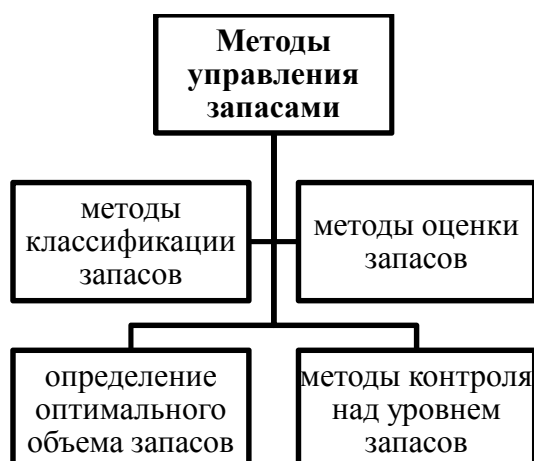 Методы
управления
запасами
методы
классификации
запасов
методы оценки
запасов
определение
оптимального
объема запасов
методы контроля
над уровнем
запасов